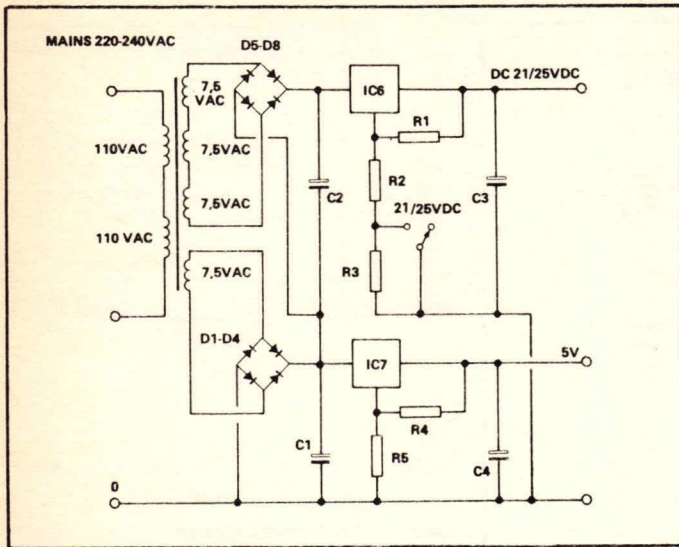 MAINS 220-240VAC
D5-D8
DC 21/25VDC
7,5
VAC
IC6
R1
110VAC
7,5VAC
R2
C2
C3
7,5VAC
21/25VDC
110 VAC
7,5VAC
R3
D1-D4
IC7
5V
R4
C1
R5
C4
0